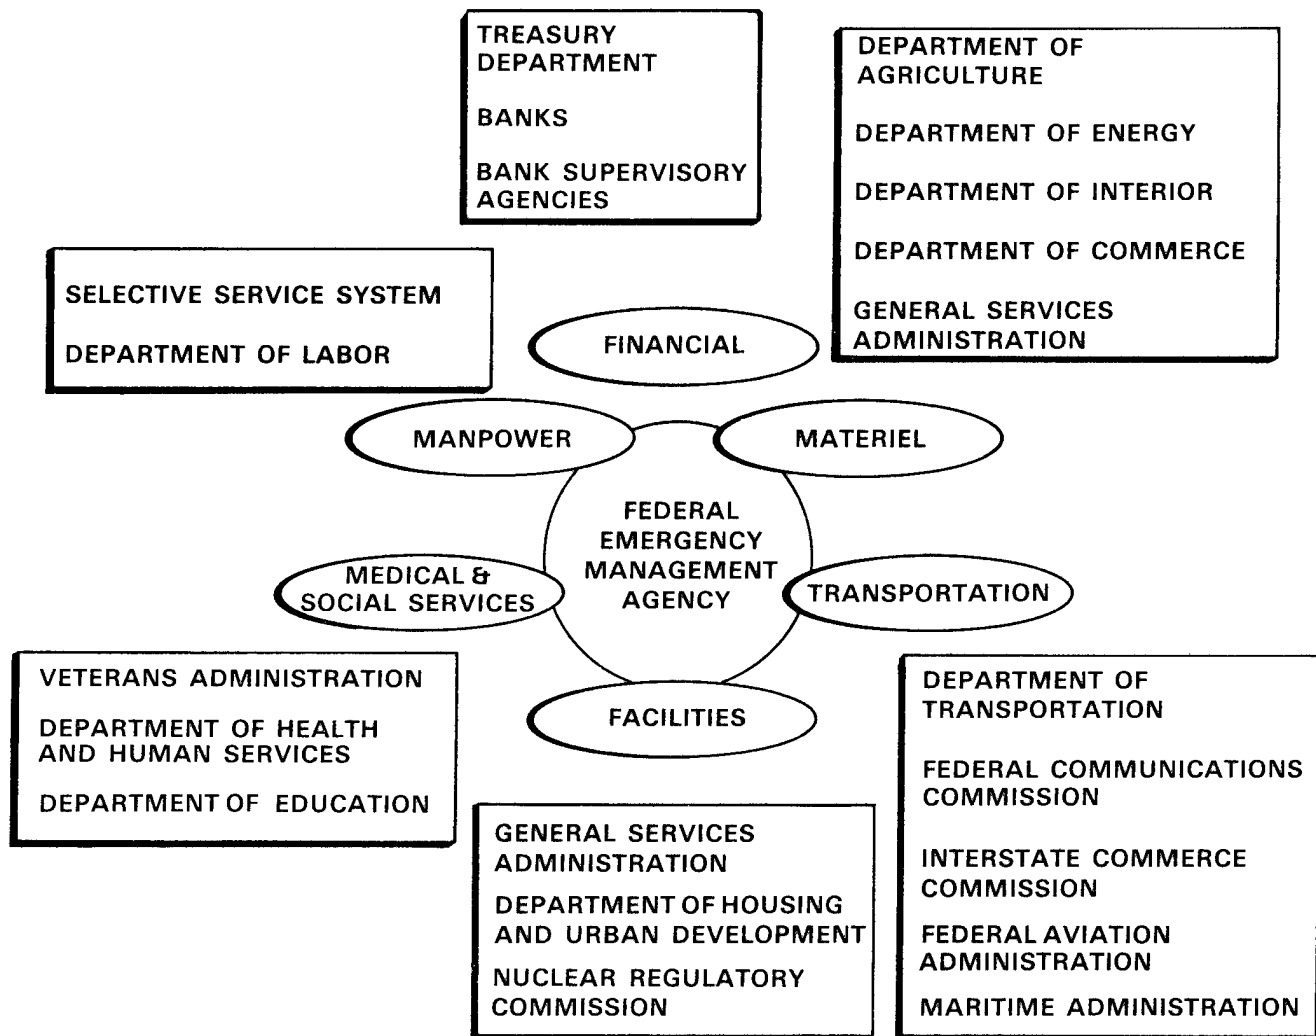 TREASURY
DEPARTMENT
BANKS
BANK SUPERVISORY
AGENCIES
DEPARTMENT OF
AGRICULTURE
DEPARTMENT OF ENERGY
DEPARTMENT OF INTERIOR
DEPARTMENT OF COMMERCE
GENERAL SERVICES
ADMINISTRATION
SELECTIVE SERVICE SYSTEM
DEPARTMENT OF LABOR
FINANCIAL
MANPOWER
MATERIEL
FEDERAL
EMERGENCY
MANAGEMENT
AGENCY
MEDICAL &
SOCIAL SERVICES
TRANSPORTATION
FACILITIES
VETERANS ADMINISTRATION
DEPARTMENT OF HEALTH
AND HUMAN SERVICES
DEPARTMENT OF EDUCATION
GENERAL SERVICES
ADMINISTRATION
DEPARTMENT OF HOUSING
AND URBAN DEVELOPMENT
NUCLEAR REGULATORY
COMMISSION
DEPARTMENT OF
TRANSPORTATION
FEDERAL COMMUNICATIONS
COMMISSION
INTERSTATE COMMERCE
COMMISSION
FEDERAL AVIATION
ADMINISTRATION
MARITIME ADMINISTRATION